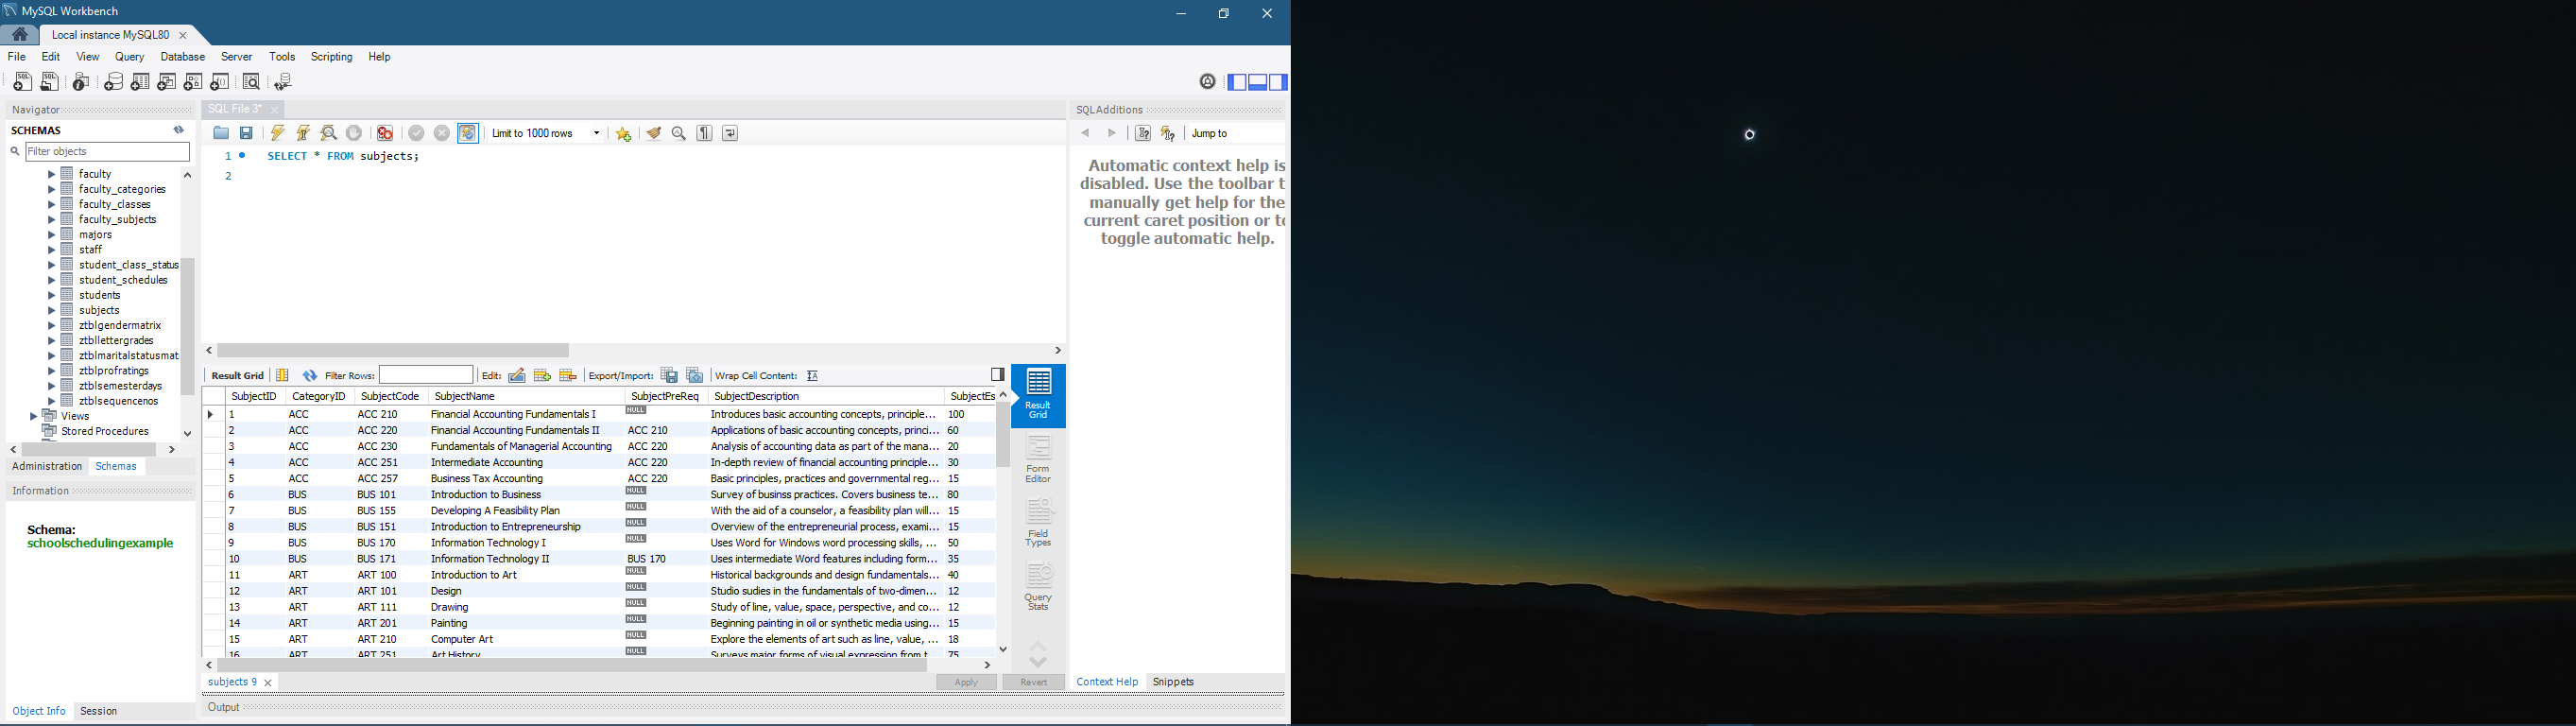 MySQL Workbench
Local instance MySQL80
File Edit View Query Database Server Tools Scripting Help
Navigator
SCHEMAS
Filter objects
faculty
faculty_categories
faculty_classes
faculty_subjects
majors
staff
student_class_status
student_schedules
students
subjects
ztblgendermatrix
ztbllettergrades
ztblmaritalstatusmat
ztblprofratings
ztblsemesterdays
ztblsequencenos
Views
Stored Procedures
Administration Schemas
Information
Schema:
schoolschedulingexample
Object Info Session
SQL File 3*
Limit to 1000 rows
1 SELECT * FROM subjects;
2
Result Grid Filter Rows: Edit: Export/Import: Wrap Cell Content:
SubjectID CategoryID SubjectCode SubjectName SubjectPreReq SubjectDescription SubjectEs
1 ACC ACC 210 Financial Accounting Fundamentals I NULL Introduces basic accounting concepts, principle... 100
2 ACC ACC 220 Financial Accounting Fundamentals II ACC 210 Applications of basic accounting concepts, princi... 60
3 ACC ACC 230 Fundamentals of Managerial Accounting ACC 220 Analysis of accounting data as part of the mana... 20
4 ACC ACC 251 Intermediate Accounting ACC 220 In-depth review of financial accounting principle... 30
5 ACC ACC 257 Business Tax Accounting ACC 220 Basic principles, practices and governmental reg... 15
6 BUS BUS 101 Introduction to Business NULL Survey of businss practices. Covers business te... 80
7 BUS BUS 155 Developing A Feasibility Plan NULL With the aid of a counselor, a feasibility plan will... 15
8 BUS BUS 151 Introduction to Entrepreneurship NULL Overview of the entrepreneurial process, exami... 15
9 BUS BUS 170 Information Technology I NULL Uses Word for Windows word processing skills, ... 50
10 BUS BUS 171 Information Technology II BUS 170 Uses intermediate Word features including form... 35
11 ART ART 100 Introduction to Art NULL Historical backgrounds and design fundamentals... 40
12 ART ART 101 Design NULL Studio sudies in the fundamentals of two-dimen... 12
13 ART ART 111 Drawing NULL Study of line, value, space, perspective, and co... 12
14 ART ART 201 Painting NULL Beginning painting in oil or synthetic media using... 15
15 ART ART 210 Computer Art NULL Explore the elements of art such as line, value, ... 18
16 ART ART 251 Art History NULL Surveys major forms of visual expression from t... 75
Result
Grid
Form
Editor
Field
Types
Query
Stats
subjects 9 Apply Revert
Output
SQLAdditions
Jump to
Automatic context help is
disabled. Use the toolbar t
manually get help for the
current caret position or to
toggle automatic help.
Context Help Snippets